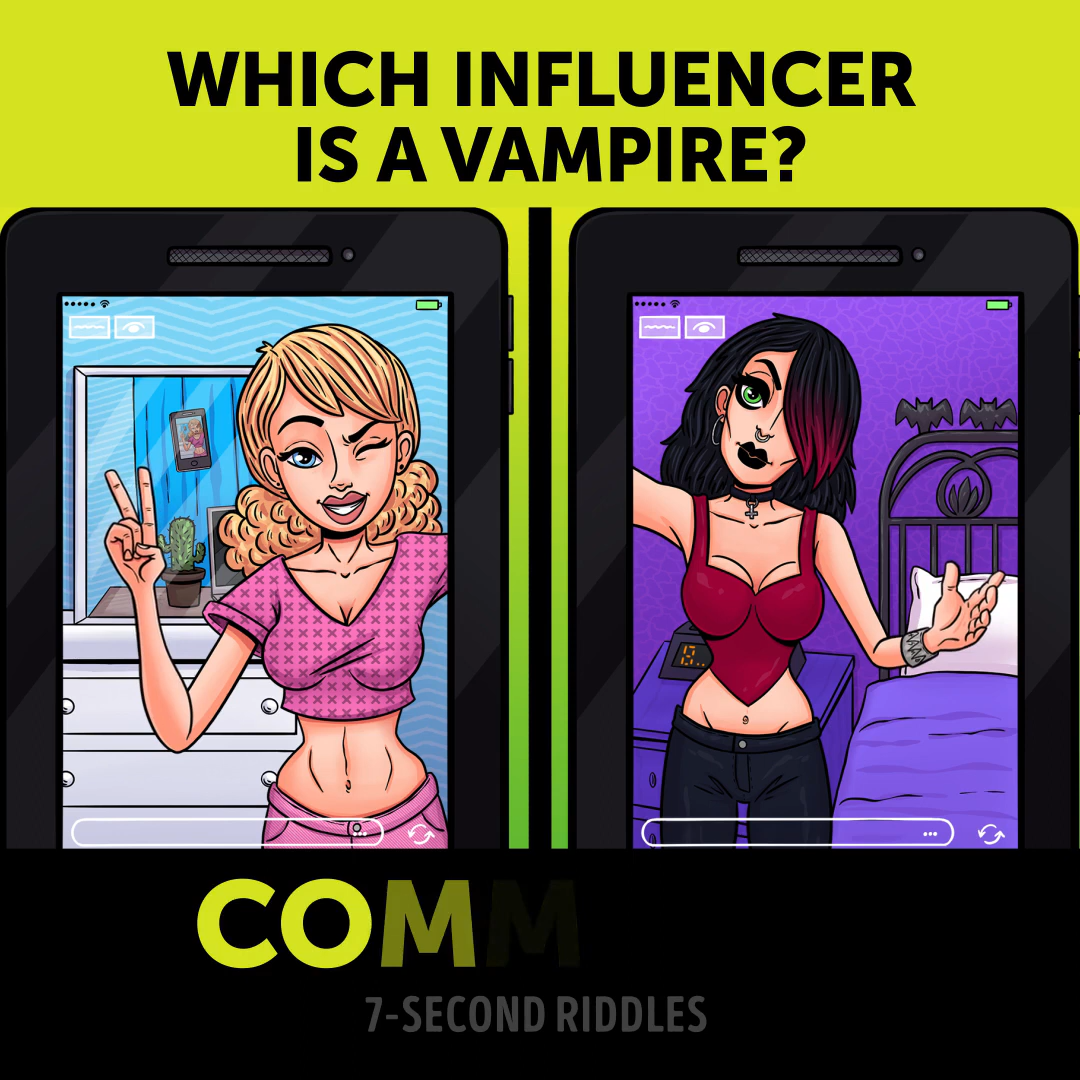 WHICH INFLUENCER
IS A VAMPIRE?
COMM
7-SECOND RIDDLES